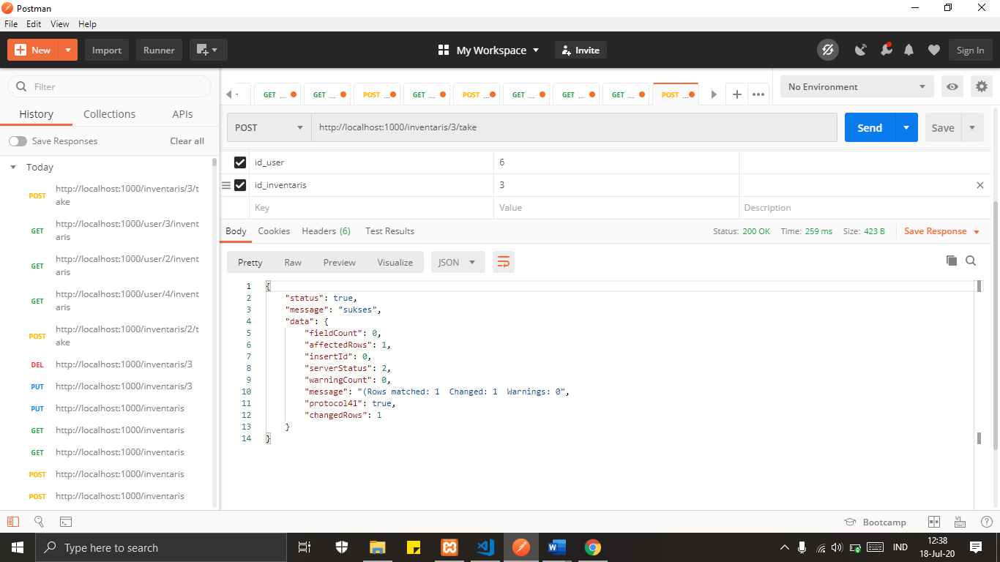 Postman
File Edit View Help
New Import Runner My Workspace Invite Sign In
Filter
History Collections APIs
Save Responses Clear all
Today
POST http://localhost:1000/inventaris/3/t
ake
GET http://localhost:1000/user/3/invent
aris
GET http://localhost:1000/user/2/invent
aris
GET http://localhost:1000/user/4/invent
aris
POST http://localhost:1000/inventaris/2/t
ake
DEL http://localhost:1000/inventaris/3
PUT http://localhost:1000/inventaris/3
PUT http://localhost:1000/inventaris
GET http://localhost:1000/inventaris
GET http://localhost:1000/inventaris
POST http://localhost:1000/inventaris
POST http://localhost:1000/inventaris
GET ... GET ... POST ... GET ... POST ... GET ... GET ... GET ... POST ...
No Environment
POST http://localhost:1000/inventaris/3/take Send Save
id_user 6
id_inventaris 3
Key Value Description
Body Cookies Headers (6) Test Results Status: 200 OK Time: 259 ms Size: 423 B Save Response
Pretty Raw Preview Visualize JSON
1 {
2 "status": true,
3 "message": "sukses",
4 "data": {
5 "fieldCount": 0,
6 "affectedRows": 1,
7 "insertId": 0,
8 "serverStatus": 2,
9 "warningCount": 0,
10 "message": "(Rows matched: 1  Changed: 1  Warnings: 0",
11 "protocol41": true,
12 "changedRows": 1
13 }
14 }
Bootcamp
Type here to search
IND
12:38
18-Jul-20